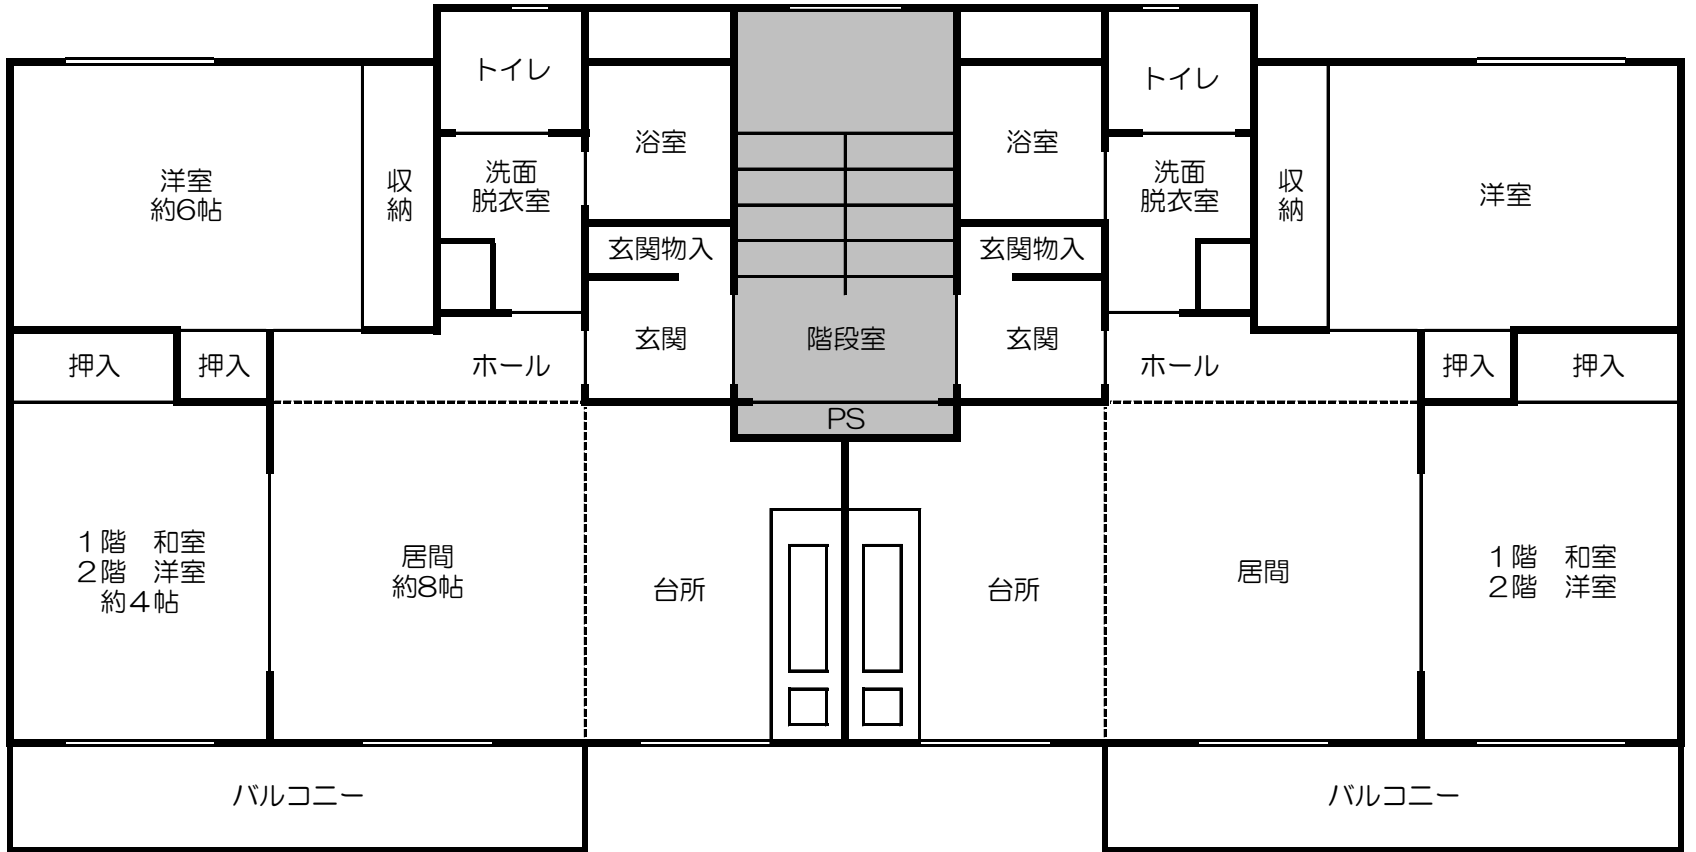 トイレ
トイレ
浴室
浴室
洋室
約6帖
収
納
洗面
脱衣室
洗面
脱衣室
収
納
洋室
玄関物入
玄関物入
玄関
階段室
玄関
押入
押入
ホール
ホール
押入
押入
PS
1階　和室
2階　洋室
約4帖
居間
約8帖
台所
台所
居間
1階　和室
2階　洋室
バルコニー
バルコニー